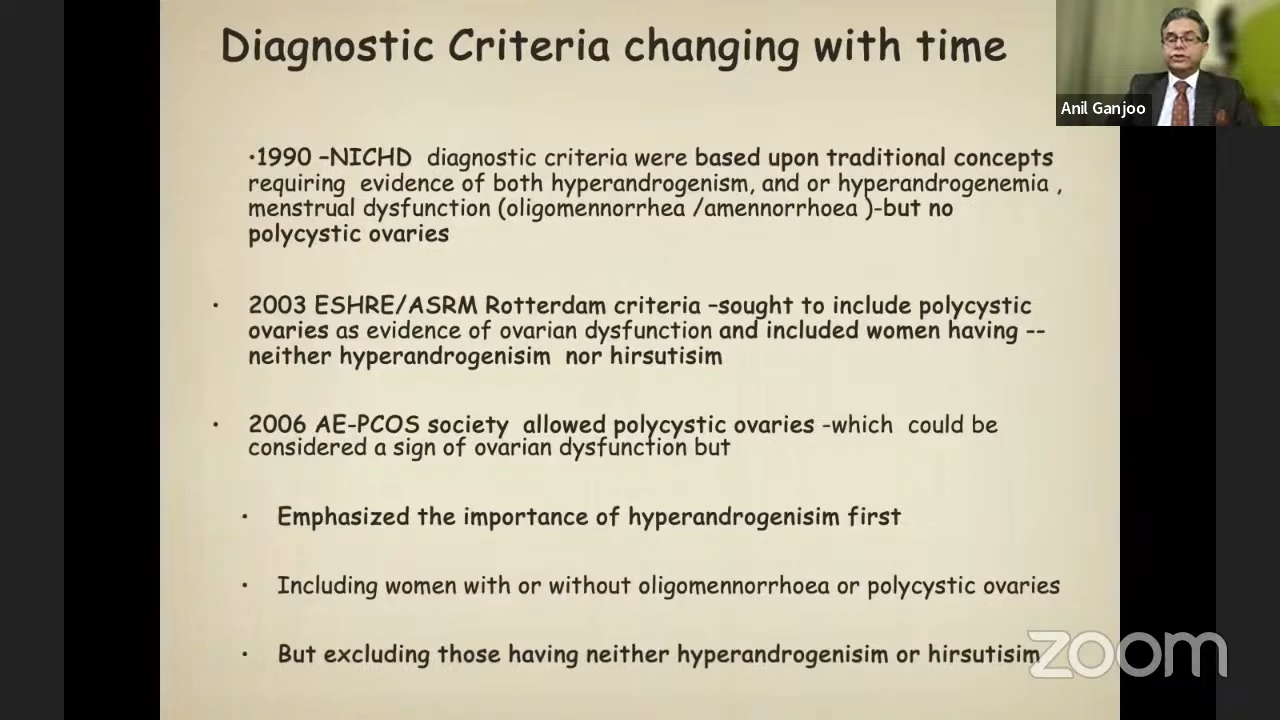 Diagnostic Criteria changing with time
Anil Ganjoo
•1990 –NICHD diagnostic criteria were based upon traditional concepts
requiring evidence of both hyperandrogenism, and or hyperandrogenemia ,
menstrual dysfunction (oligomennorrhea /amennorrhoea )-but no
polycystic ovaries
• 2003 ESHRE/ASRM Rotterdam criteria –sought to include polycystic
ovaries as evidence of ovarian dysfunction and included women having --
neither hyperandrogenisim nor hirsutisim
• 2006 AE-PCOS society allowed polycystic ovaries -which could be
considered a sign of ovarian dysfunction but
• Emphasized the importance of hyperandrogenisim first
• Including women with or without oligomennorrhoea or polycystic ovaries
• But excluding those having neither hyperandrogenisim or hirsutisim
zoom